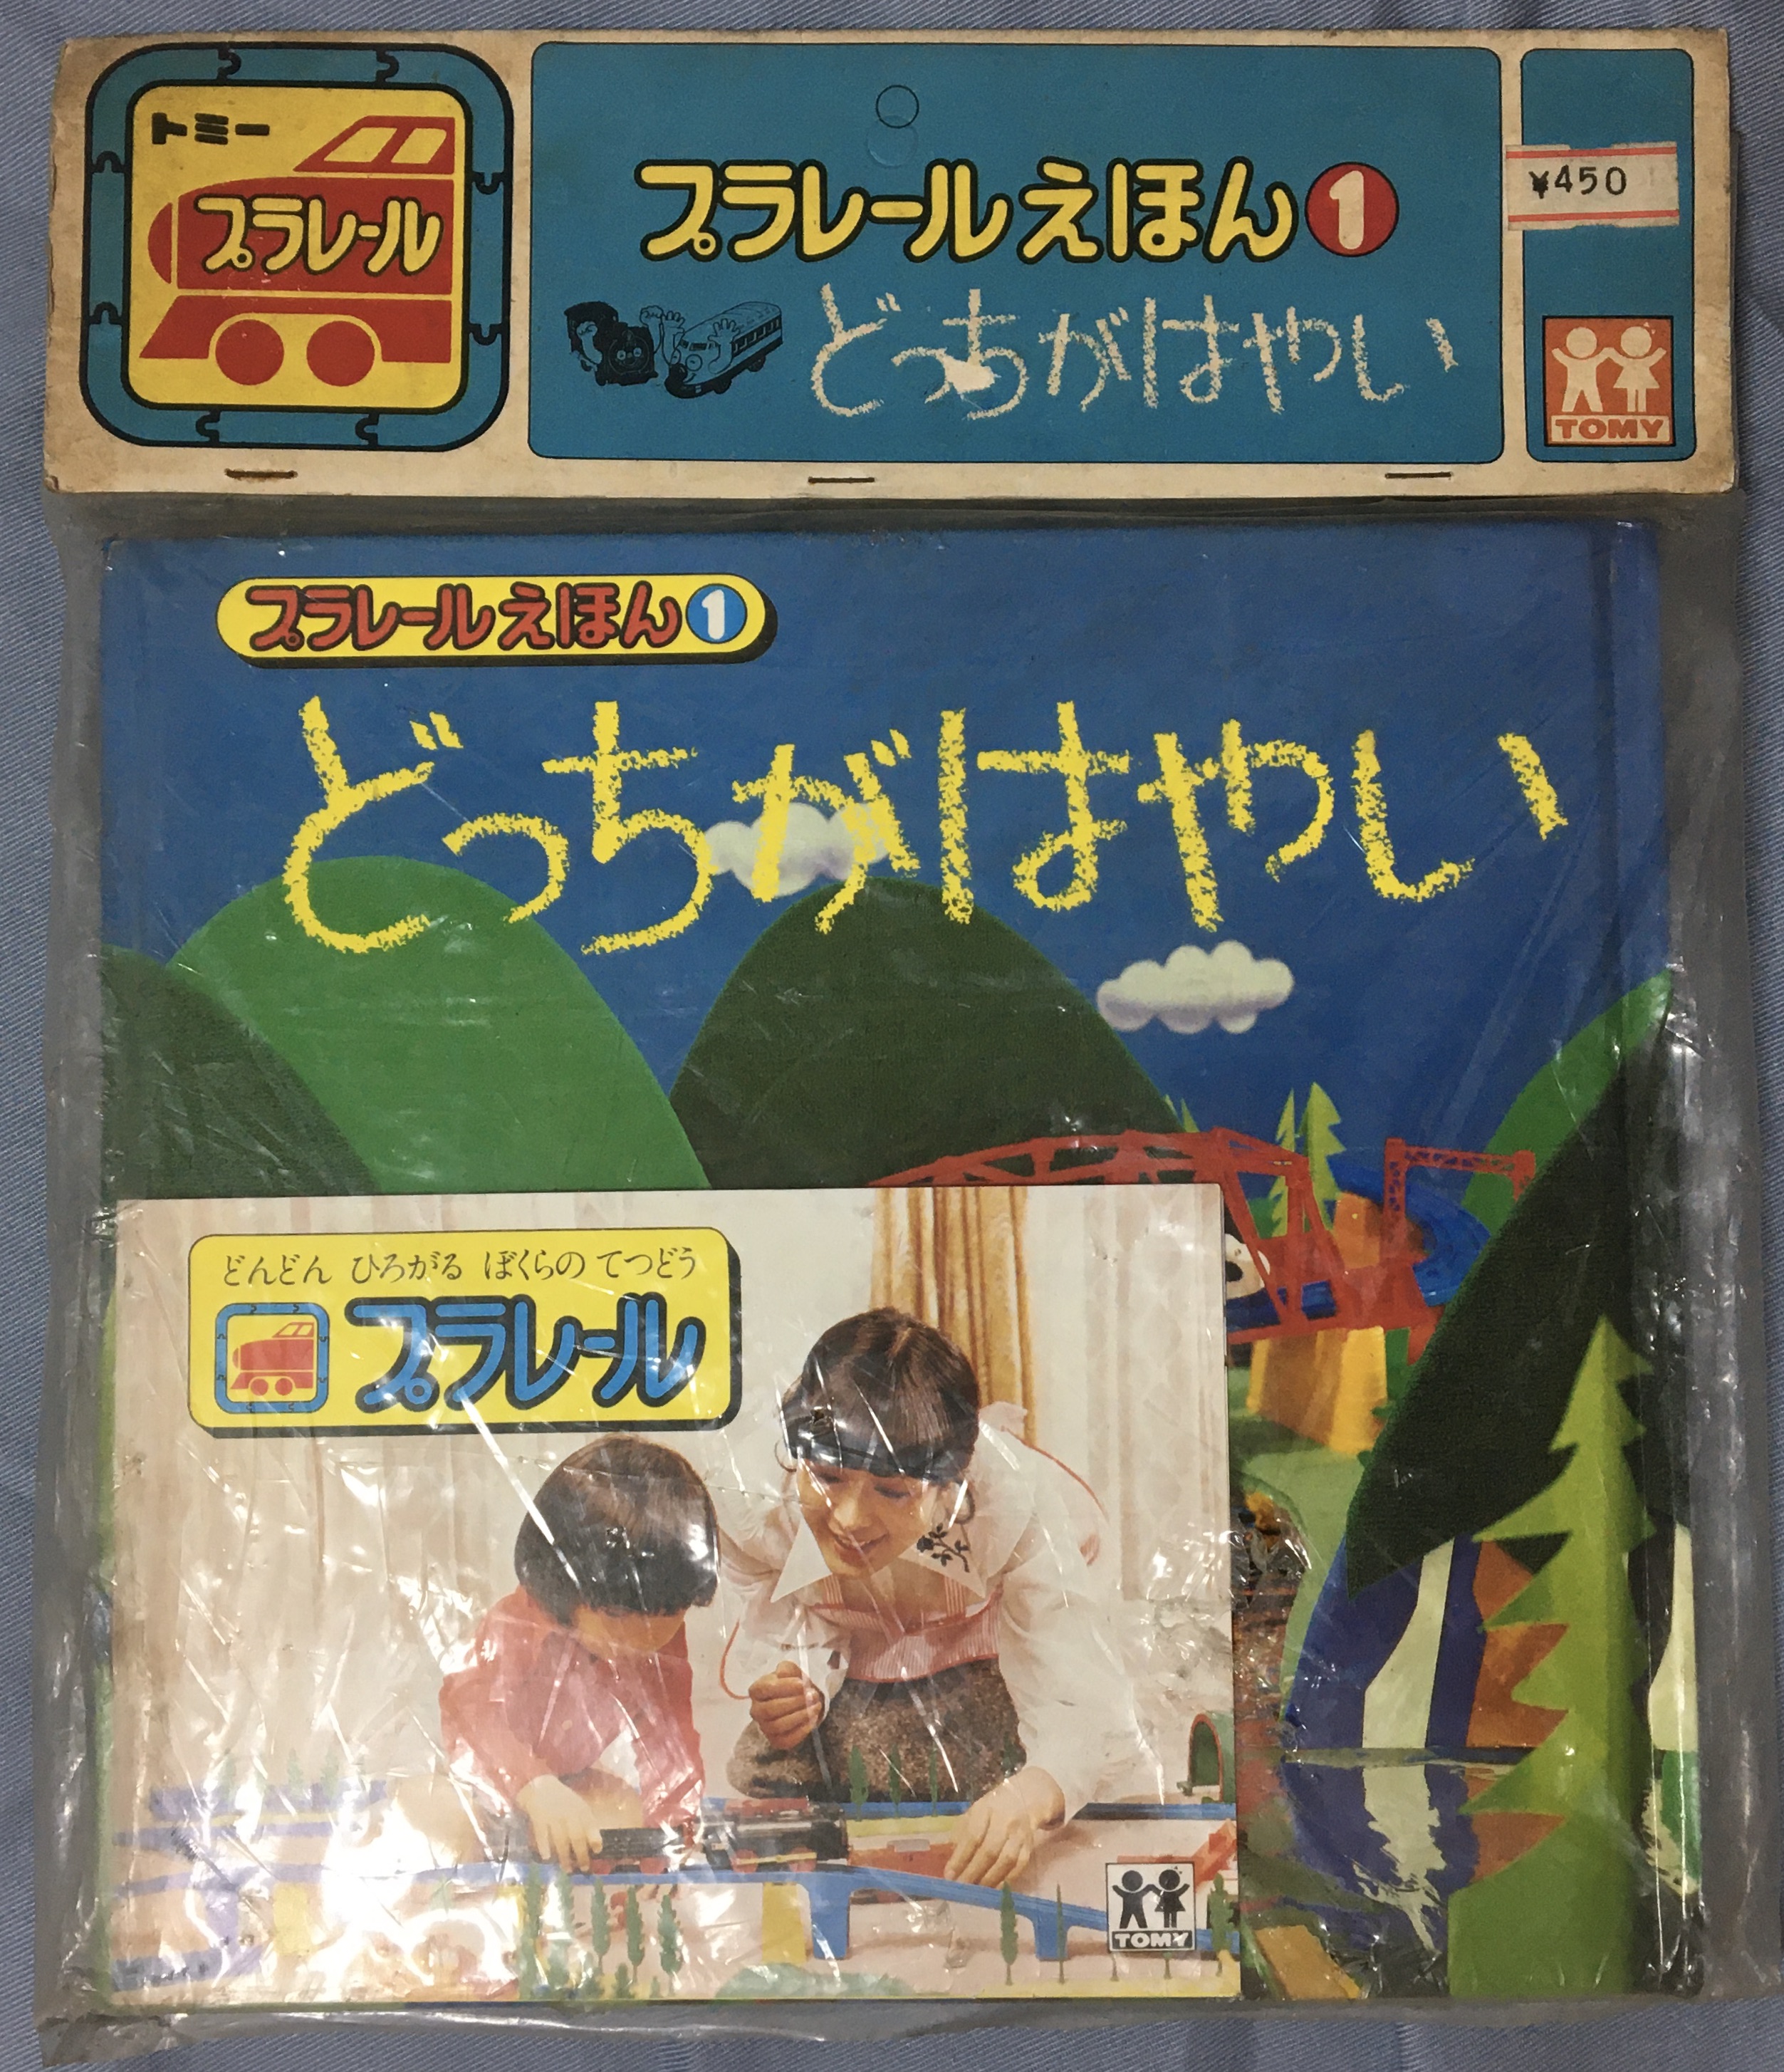 トミー
プラレール
プラレールえほん1
どっちがはやい
¥450
TOMY
プラレールえほん1
どっちがはやい
どんどん ひろがる ぼくらの てつどう
プラレール
TOMY